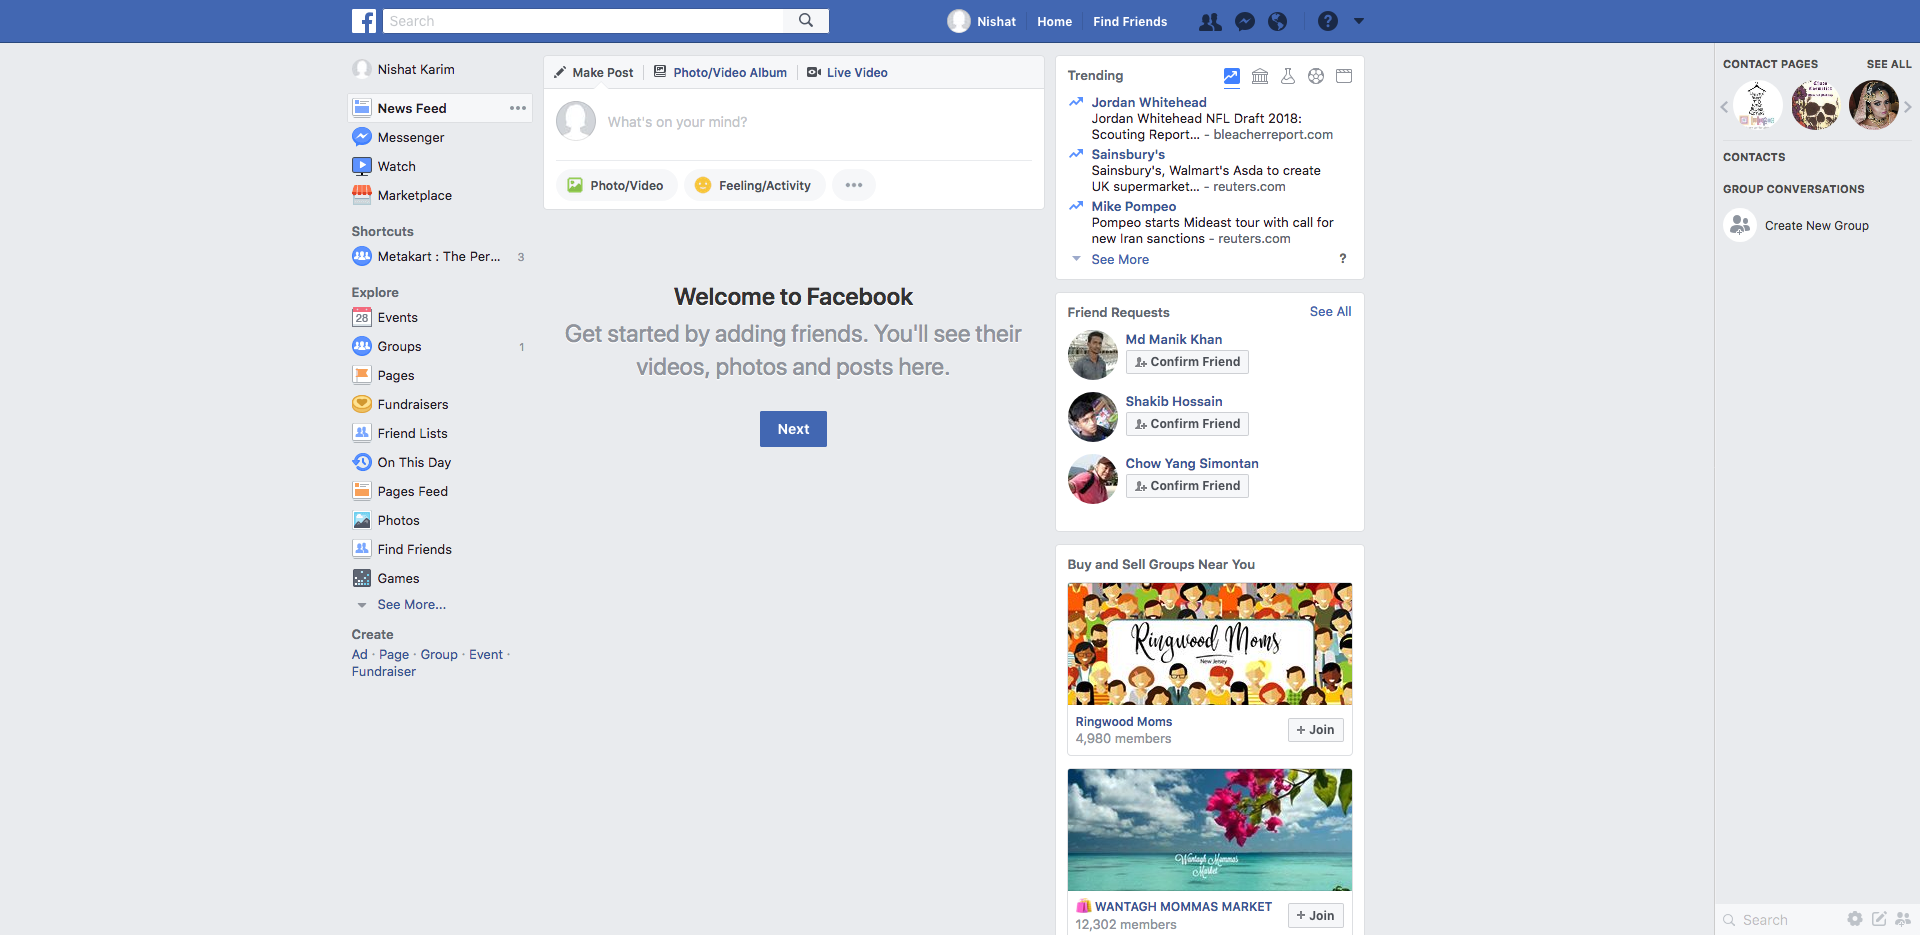 Search
Nishat
Home
Find Friends
Nishat Karim
News Feed
Messenger
Watch
Marketplace
Shortcuts
Metakart : The Per... 3
Explore
28 Events
Groups 1
Pages
Fundraisers
Friend Lists
On This Day
Pages Feed
Photos
Find Friends
Games
See More...
Create
Ad · Page · Group · Event ·
Fundraiser
Make Post
Photo/Video Album
Live Video
What's on your mind?
Photo/Video
Feeling/Activity
Welcome to Facebook
Get started by adding friends. You'll see their
videos, photos and posts here.
Next
Trending
Jordan Whitehead
Jordan Whitehead NFL Draft 2018:
Scouting Report... - bleacherreport.com
Sainsbury's
Sainsbury's, Walmart's Asda to create
UK supermarket... - reuters.com
Mike Pompeo
Pompeo starts Mideast tour with call for
new Iran sanctions - reuters.com
See More ?
Friend Requests See All
Md Manik Khan
Confirm Friend
Shakib Hossain
Confirm Friend
Chow Yang Simontan
Confirm Friend
Buy and Sell Groups Near You
Ringwood Moms
New Jersey
Ringwood Moms
4,980 members
+ Join
Wantagh Mommas
Market
WANTAGH MOMMAS MARKET
12,302 members
+ Join
CONTACT PAGES SEE ALL
CONTACTS
GROUP CONVERSATIONS
Create New Group
Search